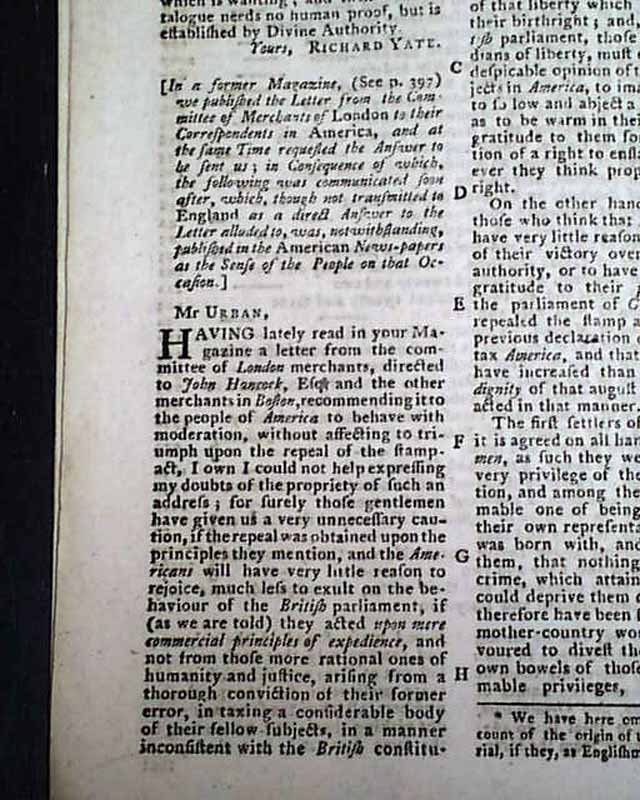 which is wanting; and
talogue needs no human proof, but is
eſtabliſhed by Divine Authority.
Yours, RICHARD YATE.
[In a former Magazine, (See p. 397)
we publiſhed the Letter from the Com-
mittee of Merchants of London to their
Correſpondents in America, and at
the ſame Time requeſted the Anſwer to
be ſent us; in Conſequence of which,
the following was communicated ſoon
after, which, though not tranſmitted to
England as a direct Anſwer to the
Letter alluded to, was, notwithſtanding,
publiſhed in the American News-papers
as the Senſe of the People on that Oc-
caſion.]
Mr URBAN,
HAVING lately read in your Ma-
gazine a letter from the com-
mittee of London merchants, directed
to John Hancock, Eſq; and the other
merchants in Boſton, recommending it to
the people of America to behave with
moderation, without affecting to tri-
umph upon the repeal of the ſtamp-
act, I own I could not help expreſſing
my doubts of the propriety of ſuch an
addreſs; for ſurely thoſe gentlemen
have given us a very unneceſſary cau-
tion, if the repeal was obtained upon the
principles they mention, and the Ame-
ricans will have very little reaſon to
rejoice, much leſs to exult on the be-
haviour of the Britiſh parliament, if
(as we are told) they acted upon mere
commercial principles of expedience, and
not from thoſe more rational ones of
humanity and juſtice, ariſing from a
thorough conviction of their former
error, in taxing a conſiderable body
of their fellow ſubjects, in a manner
inconſiſtent with the Britiſh conſtitu-
of that liberty which
their birthright; and,
tiſh parliament, thoſe
dians of liberty, muſt
C deſpicable opinion of
jects in America, to ima
to ſo low and abject a
as to be warm in thei
gratitude to them for
tion of a right to enſl
ever they think prop
D right.
On the other hand
thoſe who think that
have very little reaſon
of their victory over
authority, or to have
gratitude to their
E the parliament of G
repealed the ſtamp a
previous declaration
tax America, and that
have increaſed than
dignity of that auguſt
acted in that manner.
The firſt ſettlers of
F it is agreed on all han
men, as ſuch they we
very privilege of the
tion, and among the
mable one of being
their own repreſenta
was born with, and
G them, that nothing
crime, which attain
could deprive them
therefore have been
mother-country wou
voured to diveſt the
H own bowels of thoſe
mable privileges,
* We have here om
count of the origin of
rial, if they, as Engliſhm